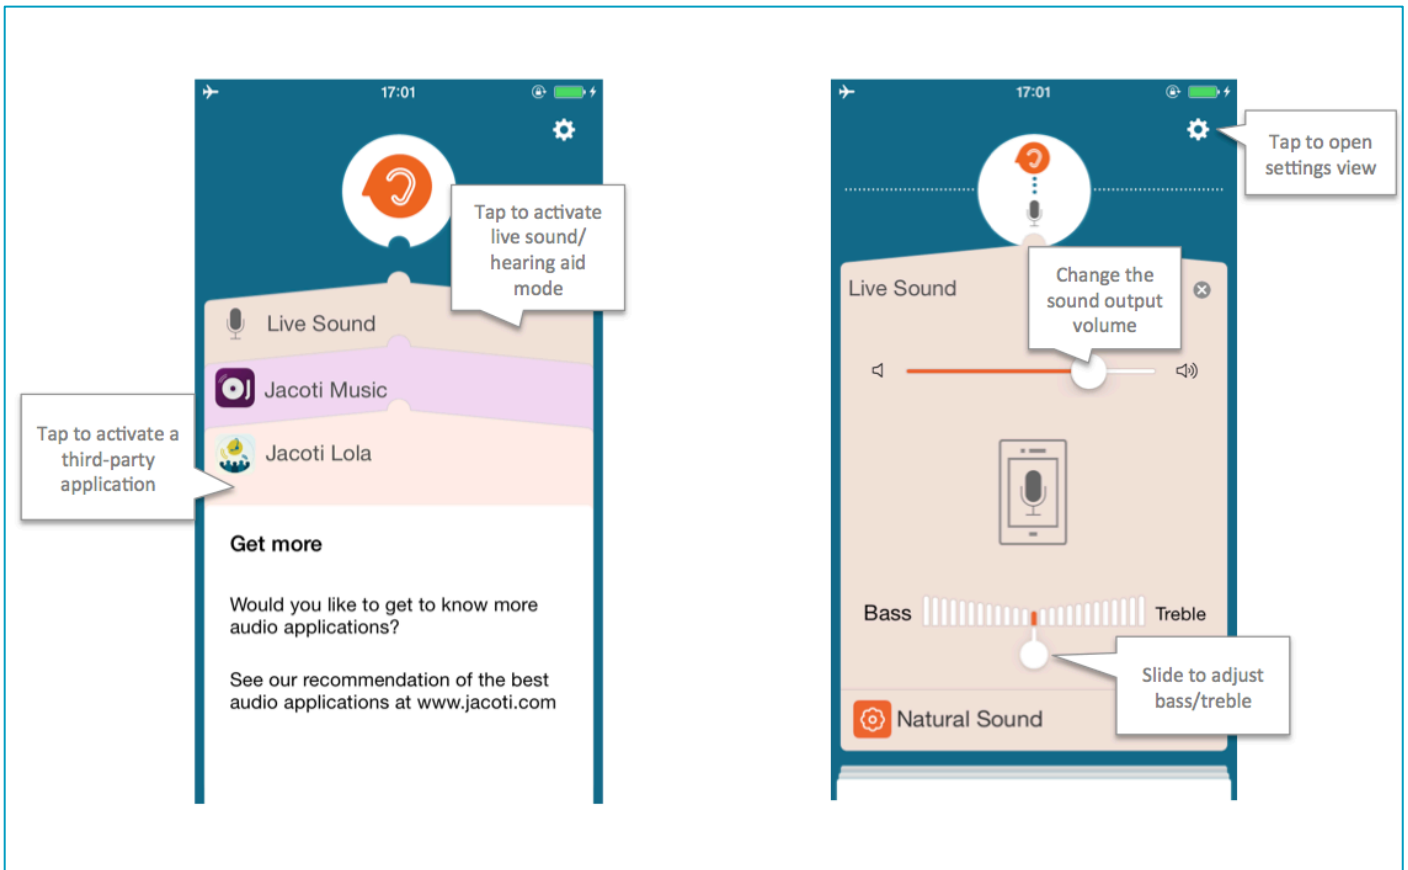 17:01
Tap to activate
live sound/
hearing aid
mode
Live Sound
Jacoti Music
Jacoti Lola
Tap to activate a
third-party
application
Get more
Would you like to get to know more
audio applications?
See our recommendation of the best
audio applications at www.jacoti.com
17:01
Tap to open
settings view
Live Sound
Change the
sound output
volume
Bass
Treble
Slide to adjust
bass/treble
Natural Sound